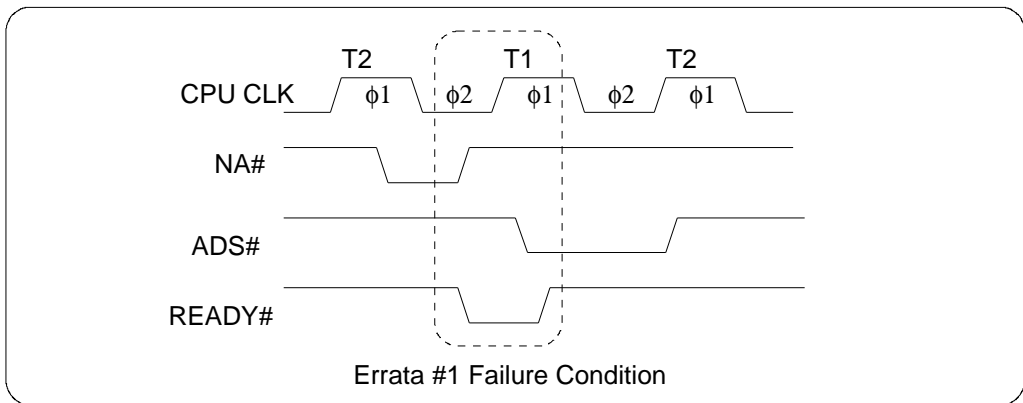 T2 T1 T2
CPU CLK ϕ1 ϕ2 ϕ1 ϕ2 ϕ1
NA#
ADS#
READY#
Errata #1 Failure Condition